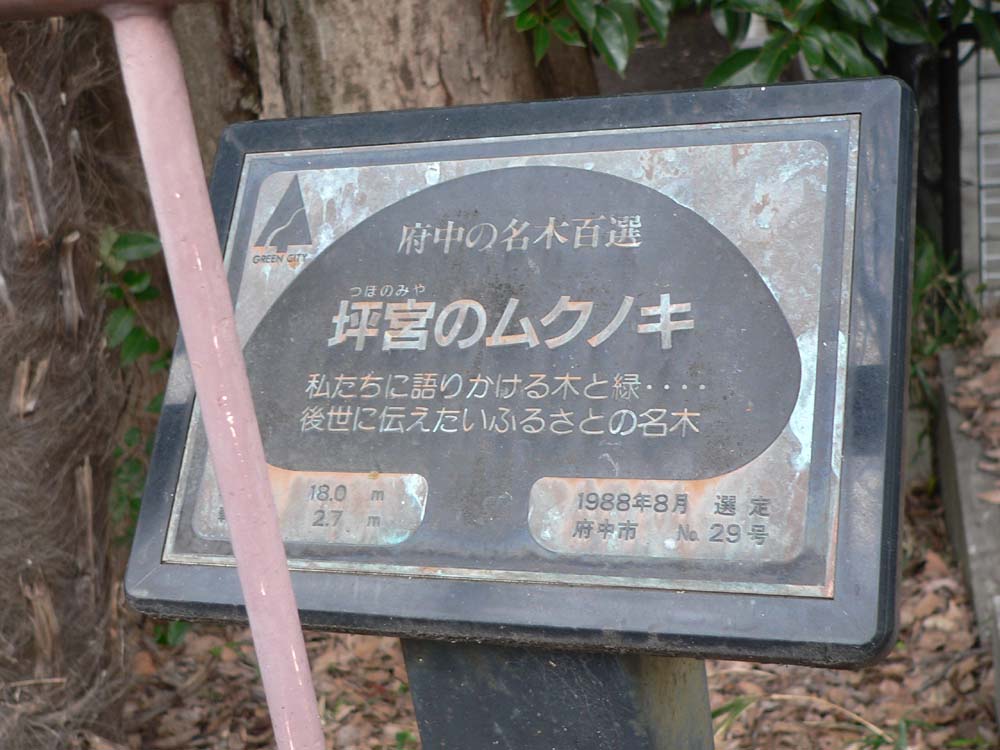 GREEN CITY
府中の名木百選
つぼのみや
坪宮のムクノキ
私たちに語りかける木と緑‥‥
後世に伝えたいふるさとの名木
18.0 m
2.7 m
1988年8月 選定
府中市 No.29号